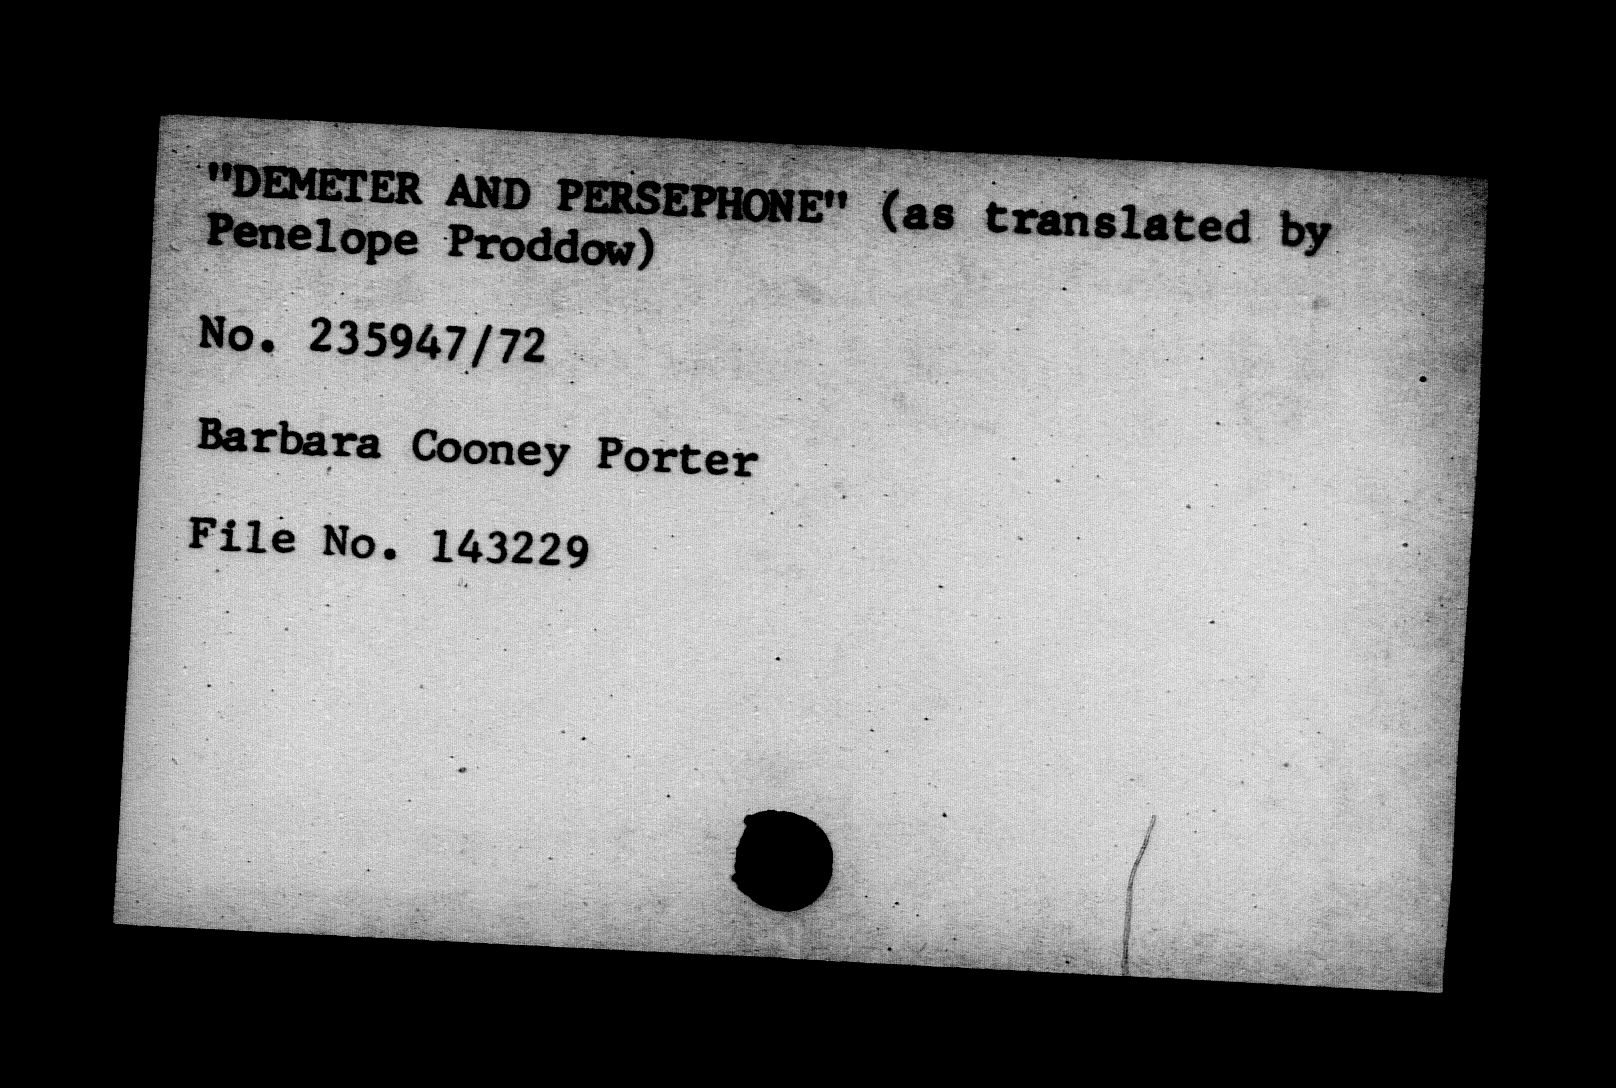 "DEMETER AND PERSEPHONE" (as translated by
Penelope Proddow)
No. 235947/72
Barbara Cooney Porter
File No. 143229